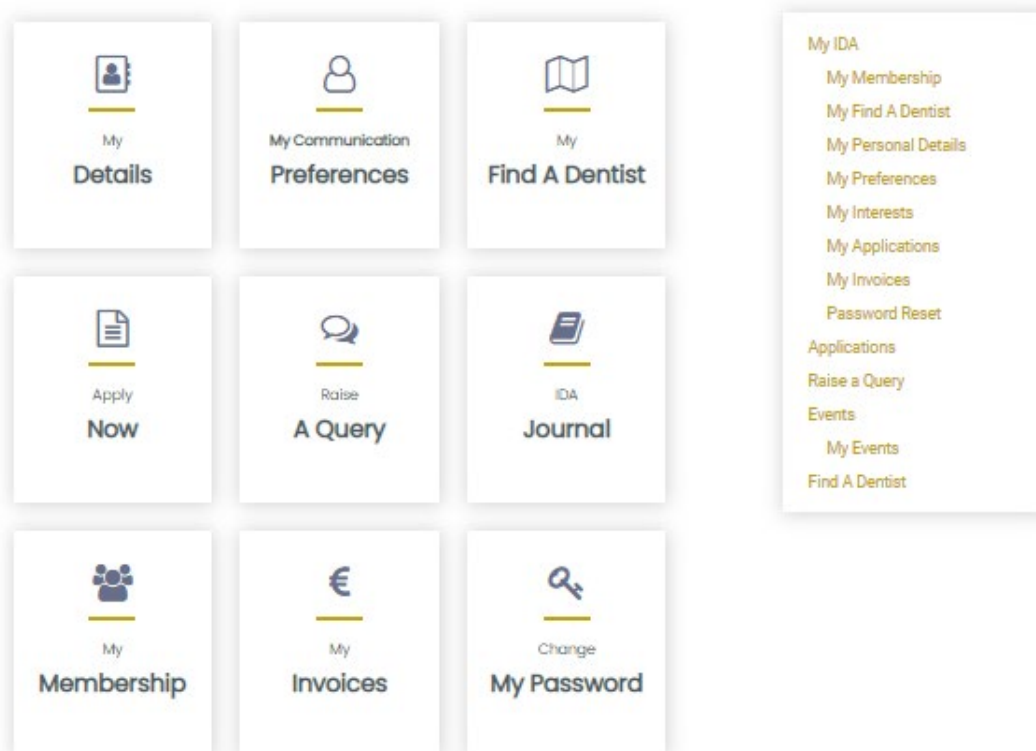 My
Details
My Communication
Preferences
My
Find A Dentist
Apply
Now
Raise
A Query
IDA
Journal
My
Membership
€
My
Invoices
Change
My Password
My IDA
My Membership
My Find A Dentist
My Personal Details
My Preferences
My Interests
My Applications
My Invoices
Password Reset
Applications
Raise a Query
Events
My Events
Find A Dentist